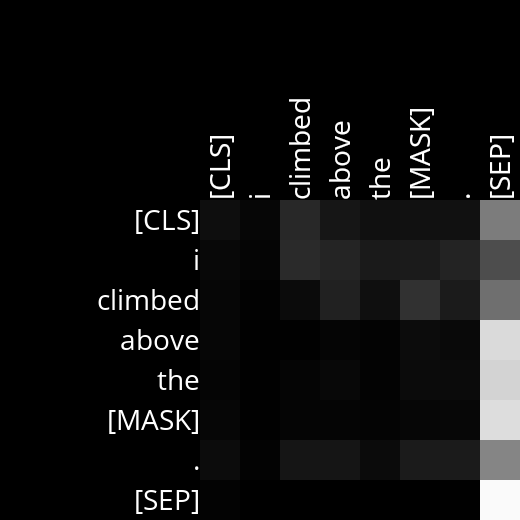 [CLS] i climbed above the [MASK] . [SEP]
[CLS]
i
climbed
above
the
[MASK]
.
[SEP]